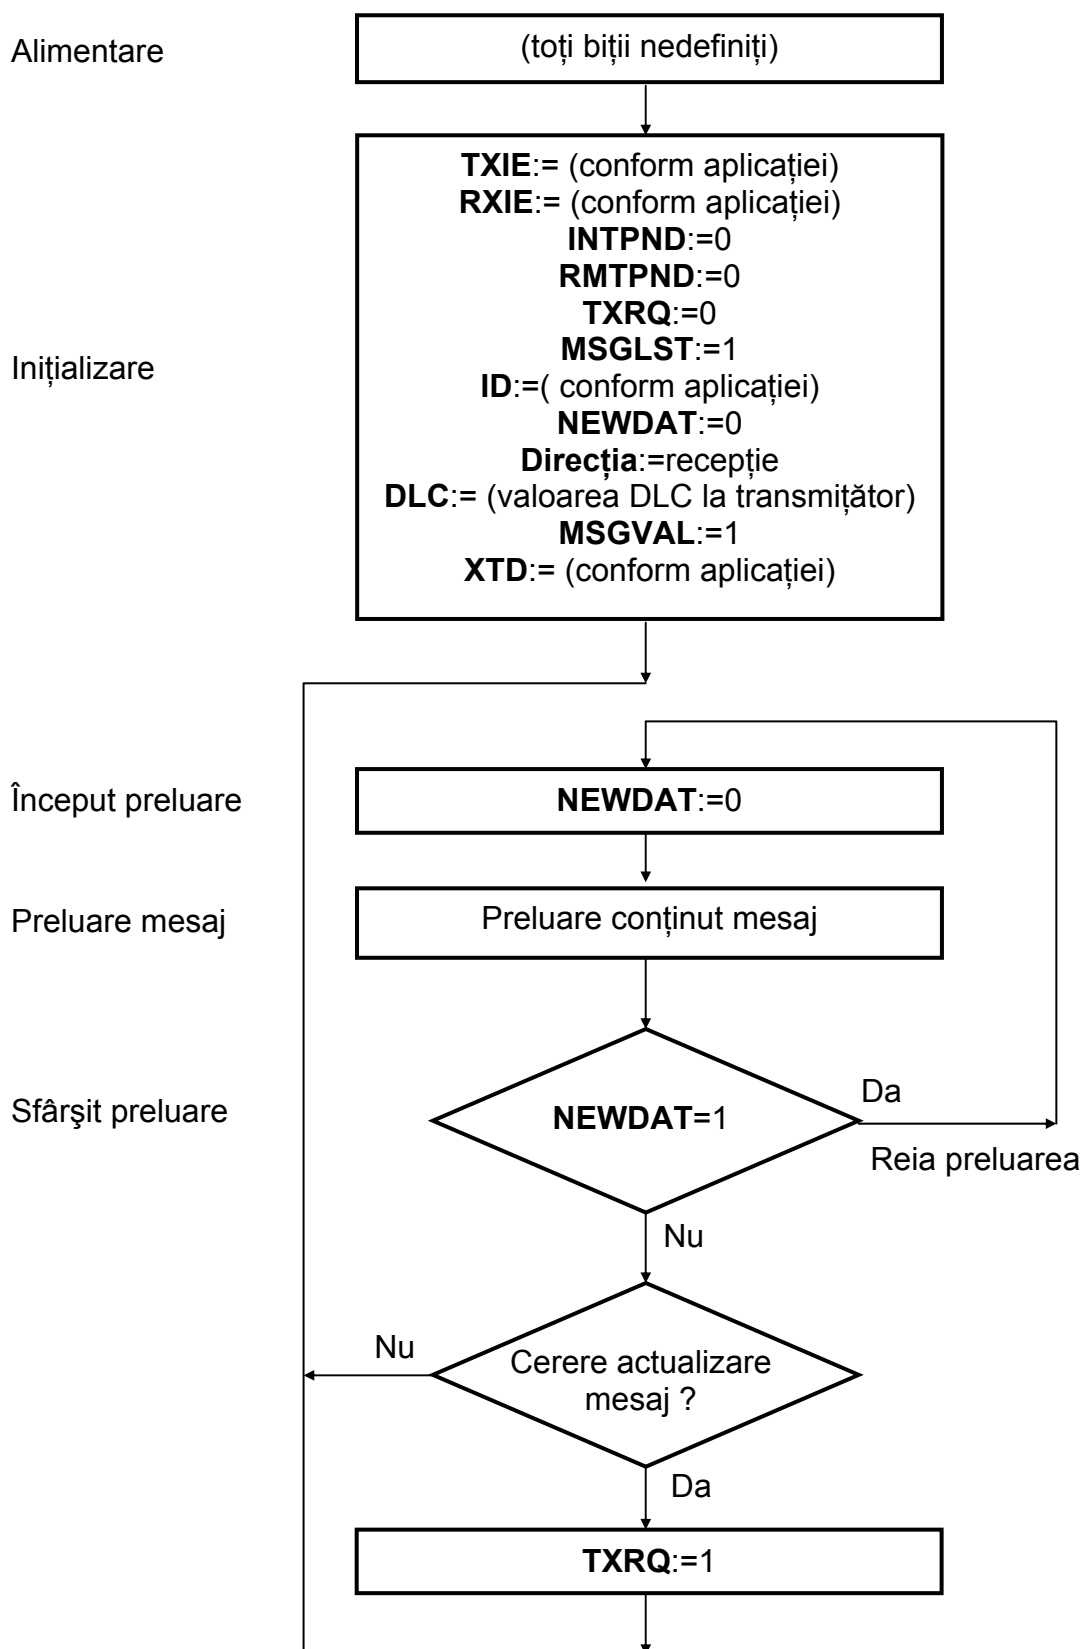 Alimentare
(toți biții nedefiniți)
Inițializare
TXIE:= (conform aplicației)
RXIE:= (conform aplicației)
INTPND:=0
RMTPND:=0
TXRQ:=0
MSGLST:=1
ID:=( conform aplicației)
NEWDAT:=0
Direcția:=recepție
DLC:= (valoarea DLC la transmițător)
MSGVAL:=1
XTD:= (conform aplicației)
Început preluare
NEWDAT:=0
Preluare mesaj
Preluare conținut mesaj
Sfârşit preluare
NEWDAT=1
Da
Reia preluarea
Nu
Nu
Cerere actualizare
mesaj ?
Da
TXRQ:=1